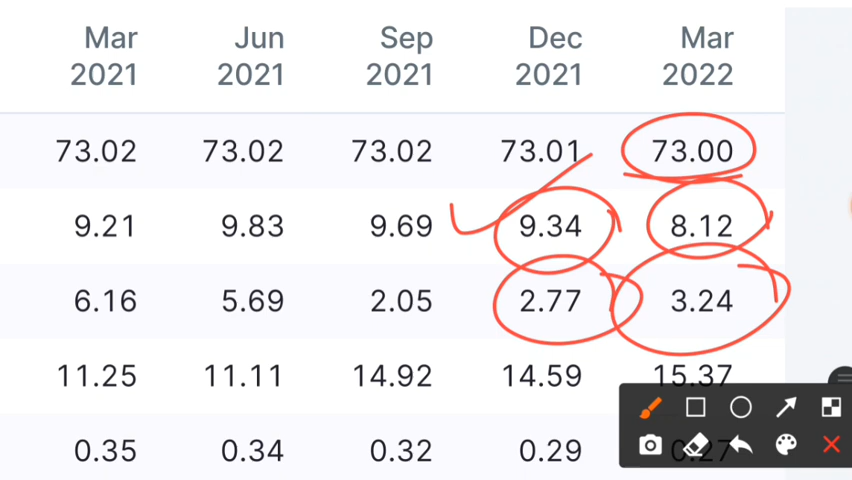 Mar Jun Sep Dec Mar
2021 2021 2021 2021 2022
73.02 73.02 73.02 73.01 73.00
9.21 9.83 9.69 9.34 8.12
6.16 5.69 2.05 2.77 3.24
11.25 11.11 14.92 14.59 15.37
0.35 0.34 0.32 0.29 0.27